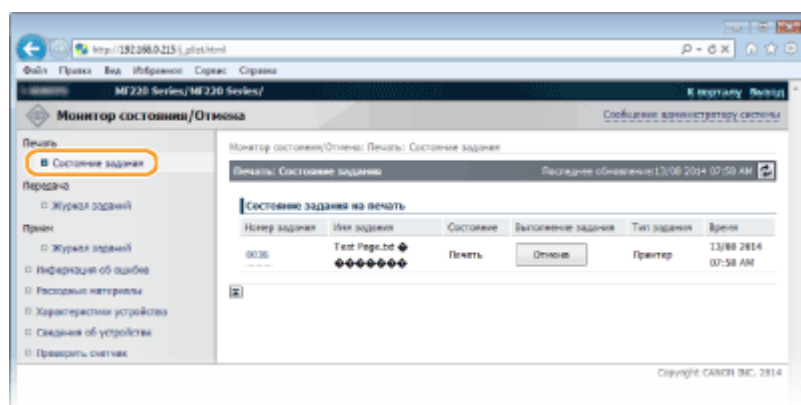 http://192.168.0.215/j_plist.html
Файл Правка Вид Избранное Сервис Справка
MF220 Series/MF220 Series/
К порталу Выход
Монитор состояния/Отмена
Сообщение администратору системы
Печать
Состояние задания
Передача
Журнал заданий
Прием
Журнал заданий
Информация об ошибке
Расходные материалы
Характеристики устройства
Сведения об устройстве
Проверить счетчик
Монитор состояния/Отмена: Печать: Состояние задания
Печать: Состояние задания
Последнее обновление:13/08 2014 07:58 AM
Состояние задания на печать
Номер задания Имя задания Состояние Выполнение задания Тип задания Время
0036 Test Page.txt � Печать Отмена Принтер 13/08 2014
������� 07:58 AM
Copyright CANON INC. 2014